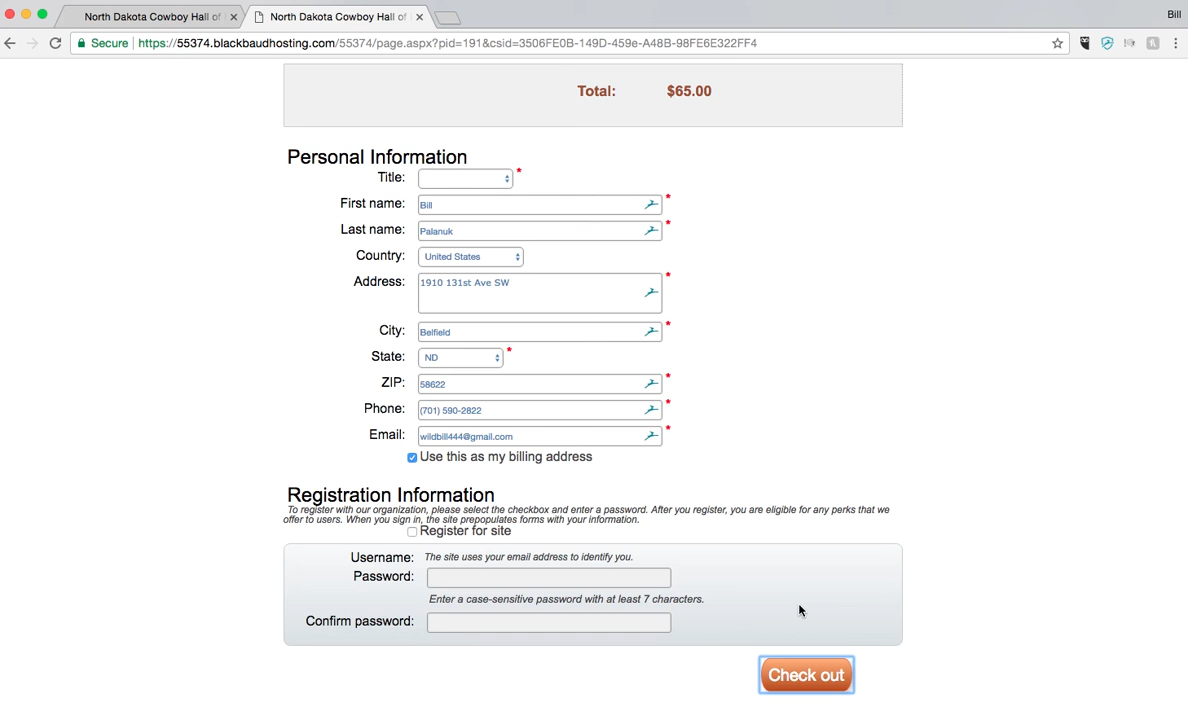 North Dakota Cowboy Hall of
North Dakota Cowboy Hall of
Bill
Secure
https://55374.blackbaudhosting.com/55374/page.aspx?pid=191&csid=3506FE0B-149D-459e-A48B-98FE6E322FF4
Total: $65.00
Personal Information
Title: *
First name: Bill *
Last name: Palanuk *
Country: United States
Address: 1910 131st Ave SW *
City: Belfield *
State: ND *
ZIP: 58622 *
Phone: (701) 590-2822 *
Email: wildbill444@gmail.com *
Use this as my billing address
Registration Information
To register with our organization, please select the checkbox and enter a password. After you register, you are eligible for any perks that we
offer to users. When you sign in, the site prepopulates forms with your information.
Register for site
Username: The site uses your email address to identify you.
Password:
Enter a case-sensitive password with at least 7 characters.
Confirm password:
Check out